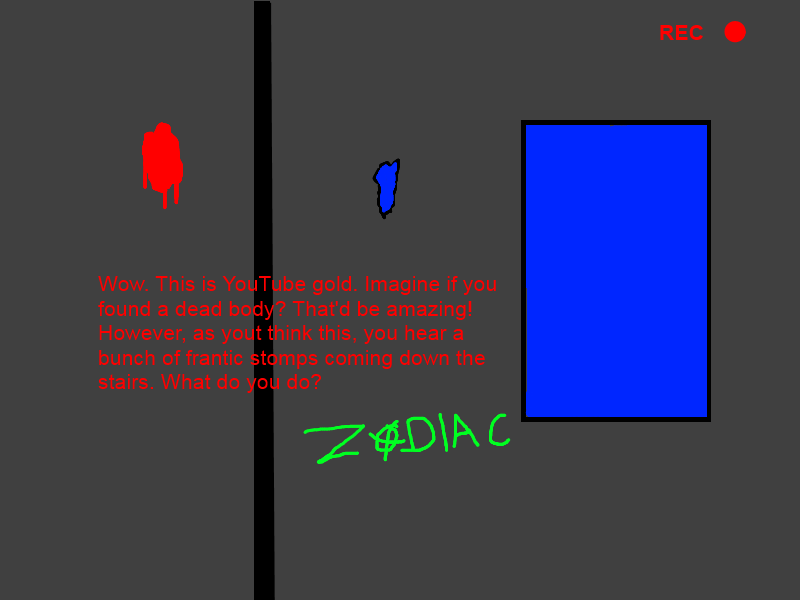 REC
Wow. This is YouTube gold. Imagine if you
found a dead body? That'd be amazing!
However, as yout think this, you hear a
bunch of frantic stomps coming down the
stairs. What do you do?
ZODIAC